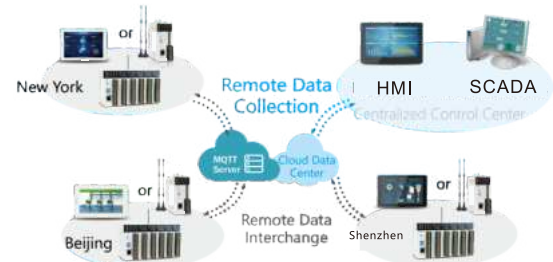 or
New York
Remote Data
Collection
HMI
SCADA
Centralized Control Center
MQTT
Server
Cloud Data
Center
or
Beijing
Remote Data
Interchange
or
Shenzhen